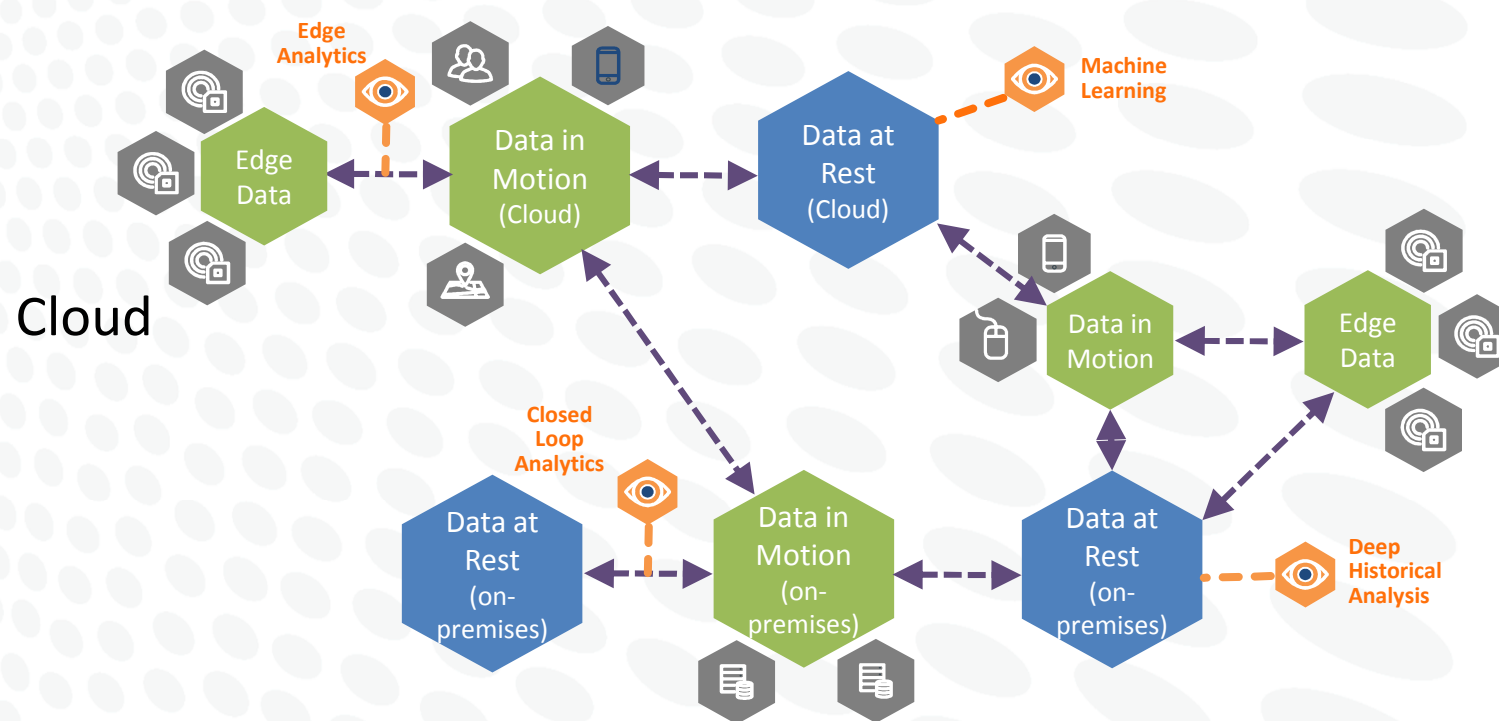 Edge
Analytics
Machine
Learning
Edge
Data
Data in
Motion
(Cloud)
Data at
Rest
(Cloud)
Cloud
Data in
Motion
Edge
Data
Closed
Loop
Analytics
Data at
Rest
(on-
premises)
Data in
Motion
(on-
premises)
Data at
Rest
(on-
premises)
Deep
Historical
Analysis